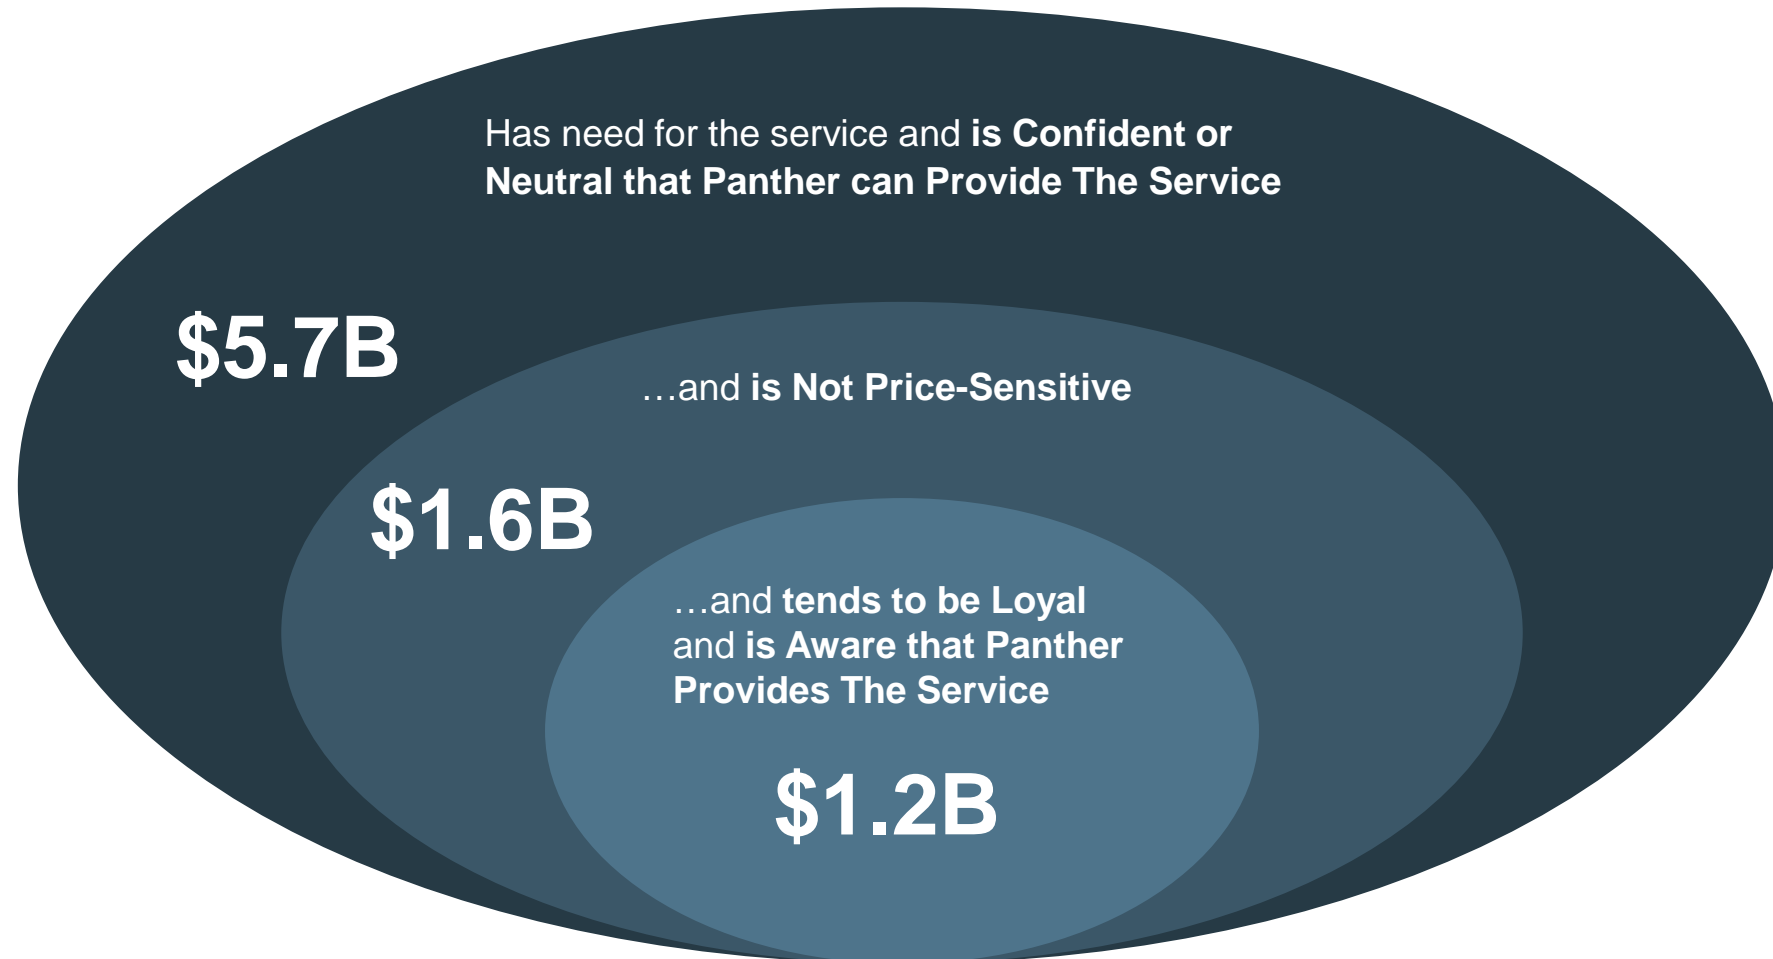 Has need for the service and is Confident or
Neutral that Panther can Provide The Service
$5.7B
…and is Not Price-Sensitive
$1.6B
…and tends to be Loyal
and is Aware that Panther
Provides The Service
$1.2B